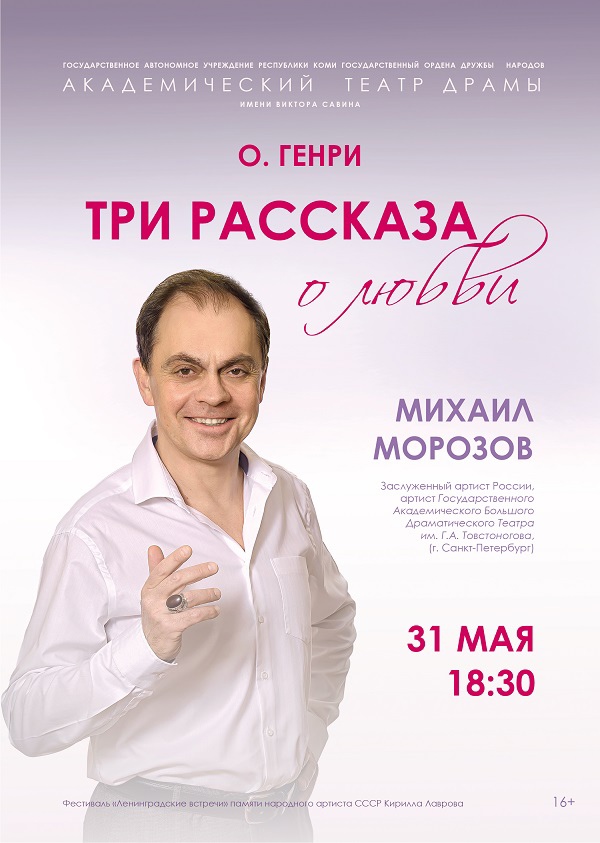 ГОСУДАРСТВЕННОЕ АВТОНОМНОЕ УЧРЕЖДЕНИЕ РЕСПУБЛИКИ КОМИ ГОСУДАРСТВЕННЫЙ ОРДЕНА ДРУЖБЫ НАРОДОВ
АКАДЕМИЧЕСКИЙ ТЕАТР ДРАМЫ
ИМЕНИ ВИКТОРА САВИНА
О. ГЕНРИ
ТРИ РАССКАЗА
о любви
МИХАИЛ
МОРОЗОВ
Заслуженный артист России,
артист Государственного
Академического Большого
Драматического Театра
им. Г.А. Товстоногова,
(г. Санкт-Петербург)
31 МАЯ
18:30
Фестиваль «Ленинградские встречи» памяти народного артиста СССР Кирилла Лаврова
16+